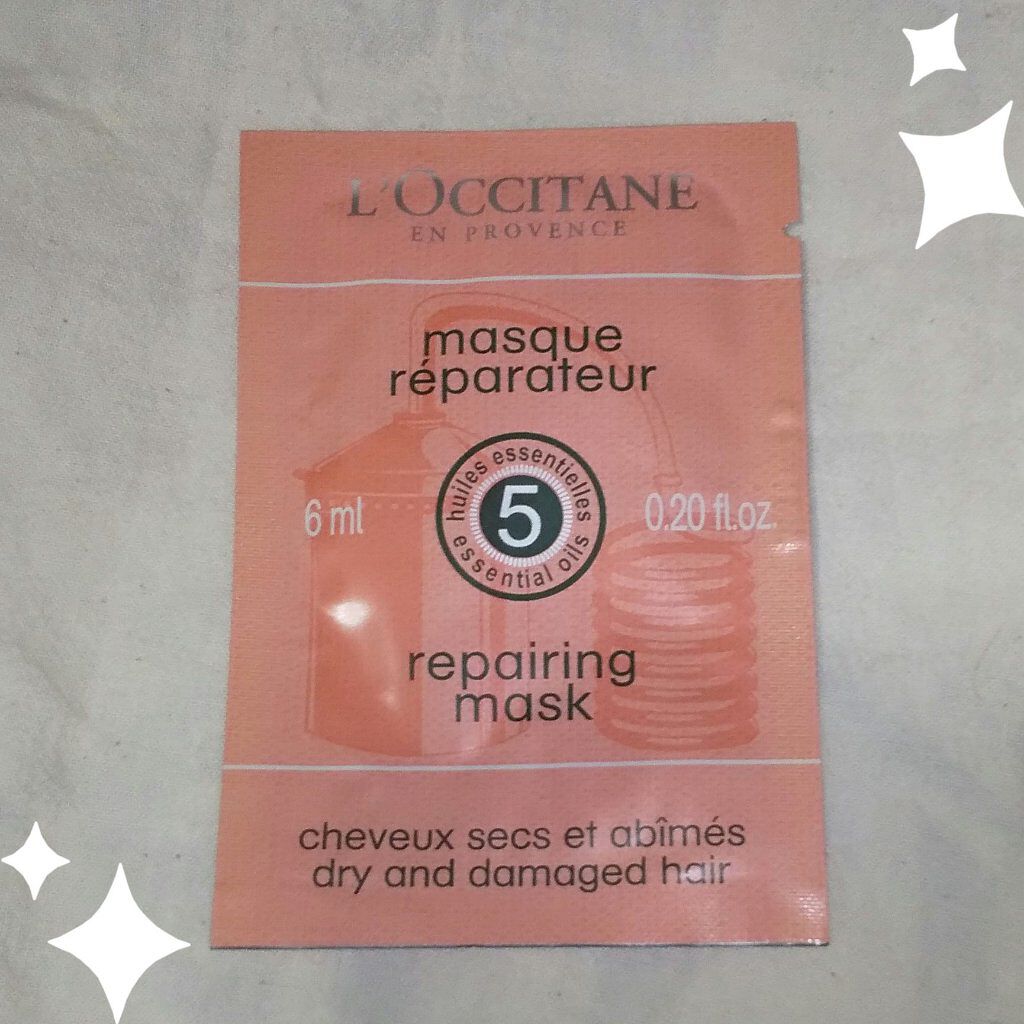 L'OCCITANE
EN PROVENCE
masque
réparateur
huiles essentielles
5
essential oils
6 ml
0.20 fl.oz.
repairing
mask
cheveux secs et abîmés
dry and damaged hair